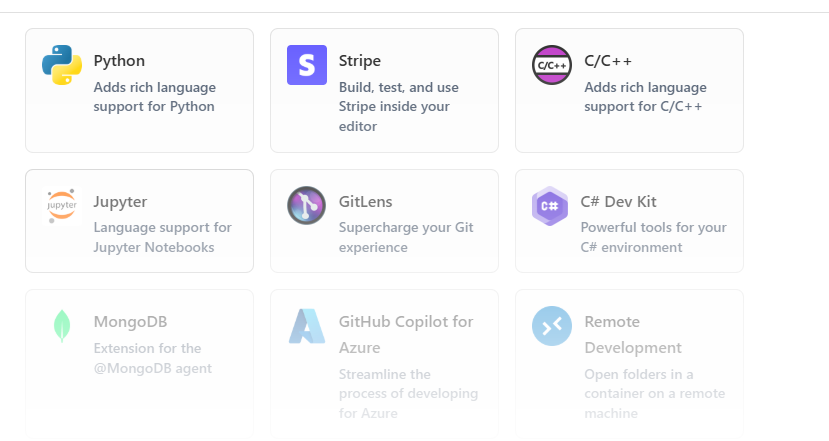 Python
Adds rich language
support for Python
S
Stripe
Build, test, and use
Stripe inside your
editor
C/C++
C/C++
Adds rich language
support for C/C++
jupyter
Jupyter
Language support for
Jupyter Notebooks
GitLens
Supercharge your Git
experience
C#
C# Dev Kit
Powerful tools for your
C# environment
MongoDB
Extension for the
@MongoDB agent
GitHub Copilot for
Azure
Streamline the
process of developing
for Azure
Remote
Development
Open folders in a
container on a remote
machine